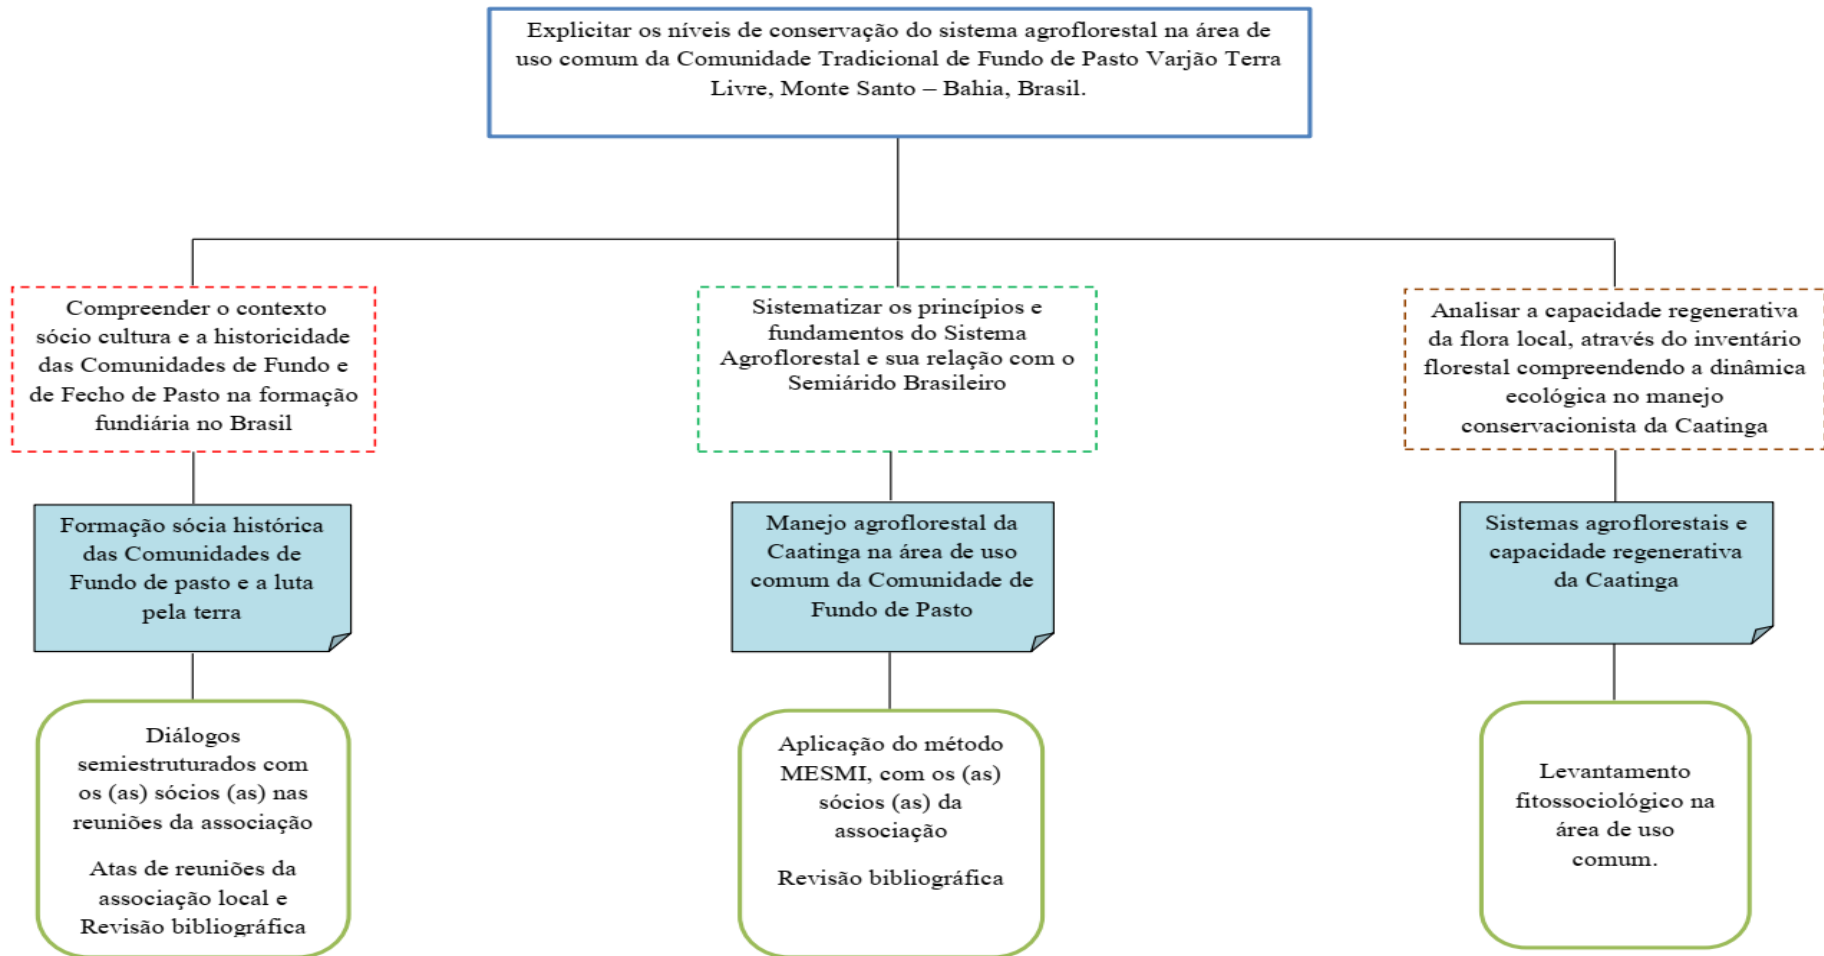 Explicitar os níveis de conservação do sistema agroflorestal na área de
uso comum da Comunidade Tradicional de Fundo de Pasto Varjão Terra
Livre, Monte Santo – Bahia, Brasil.
Compreender o contexto
sócio cultura e a historicidade
das Comunidades de Fundo e
de Fecho de Pasto na formação
fundiária no Brasil
Sistematizar os princípios e
fundamentos do Sistema
Agroflorestal e sua relação com o
Semiárido Brasileiro
Analisar a capacidade regenerativa
da flora local, através do inventário
florestal compreendendo a dinâmica
ecológica no manejo
conservacionista da Caatinga
Formação sócia histórica
das Comunidades de
Fundo de pasto e a luta
pela terra
Manejo agroflorestal da
Caatinga na área de uso
comum da Comunidade de
Fundo de Pasto
Sistemas agroflorestais e
capacidade regenerativa
da Caatinga
Diálogos
semiestruturados com
os (as) sócios (as) nas
reuniões da associação
Atas de reuniões da
associação local e
Revisão bibliográfica
Aplicação do método
MESMI, com os (as)
sócios (as) da
associação
Revisão bibliográfica
Levantamento
fitossociológico na
área de uso
comum.